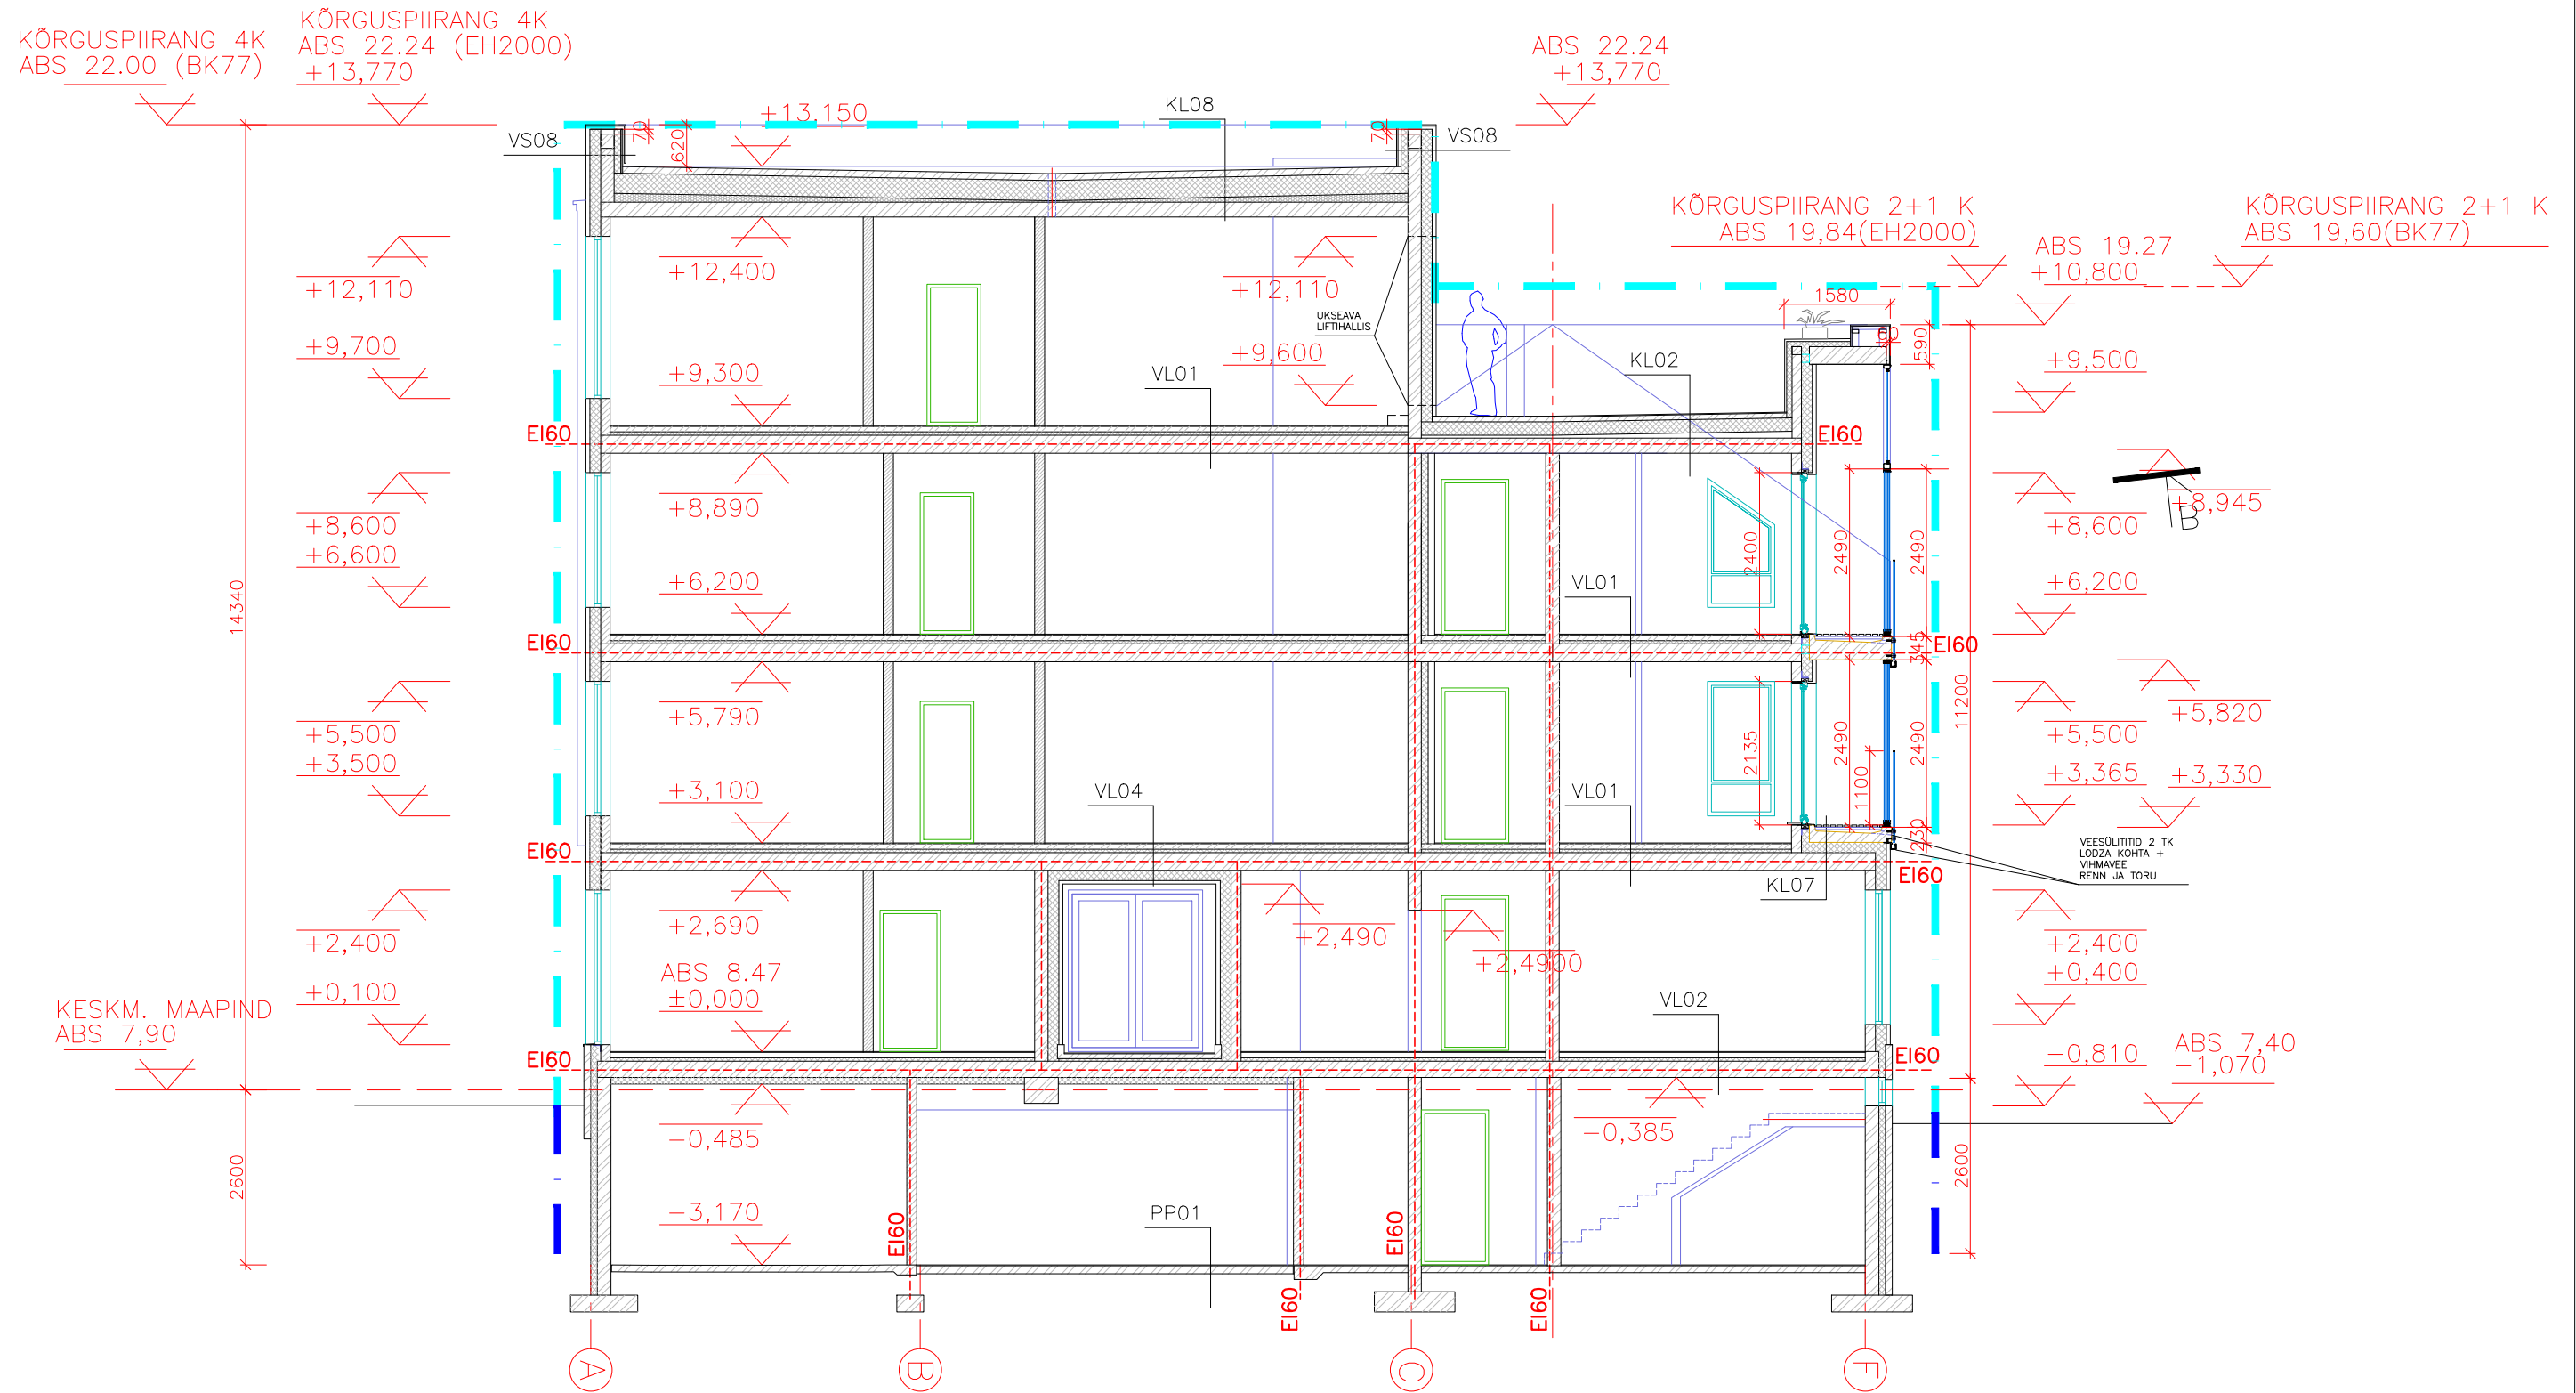 KÕRGUSPIIRANG 4K
ABS 22.00 (BK77)
KÕRGUSPIIRANG 4K
ABS 22.24 (EH2000)
+13,770
ABS 22.24
+13,770
+13.150
KL08
VS08
70
620
70
VS08
KÕRGUSPIIRANG 2+1 K
ABS 19,84(EH2000)
KÕRGUSPIIRANG 2+1 K
ABS 19,60(BK77)
ABS 19.27
+10,800
+12,110
+12,400
+12,110
UKSEAVA
LIFTIHALLIS
1580
590
+9,700
+9,300
VL01
+9,600
KL02
+9,500
EI60
EI60
+8,600
+8,890
+8,600
+8,945
B
+6,600
+6,200
2400
2490
2490
VL01
+6,200
14340
EI60
345
EI60
11200
+5,500
+5,790
+5,500
+5,820
+3,500
+3,100
VL04
VL01
2135
2490
1100
2490
+3,365
+3,330
230
VEESÜLITITID 2 TK
LODZA KOHTA +
VIHMAVEE
RENN JA TORU
EI60
EI60
KL07
+2,400
+2,690
+2,490
+2,4900
+2,400
+0,100
ABS 8.47
±0,000
VL02
+0,400
KESKM. MAAPIND
ABS 7,90
EI60
EI60
-0,810
ABS 7,40
-1,070
-0,485
-0,385
2600
2600
-3,170
PP01
EI60
EI60
EI60
EI60
A
B
C
F